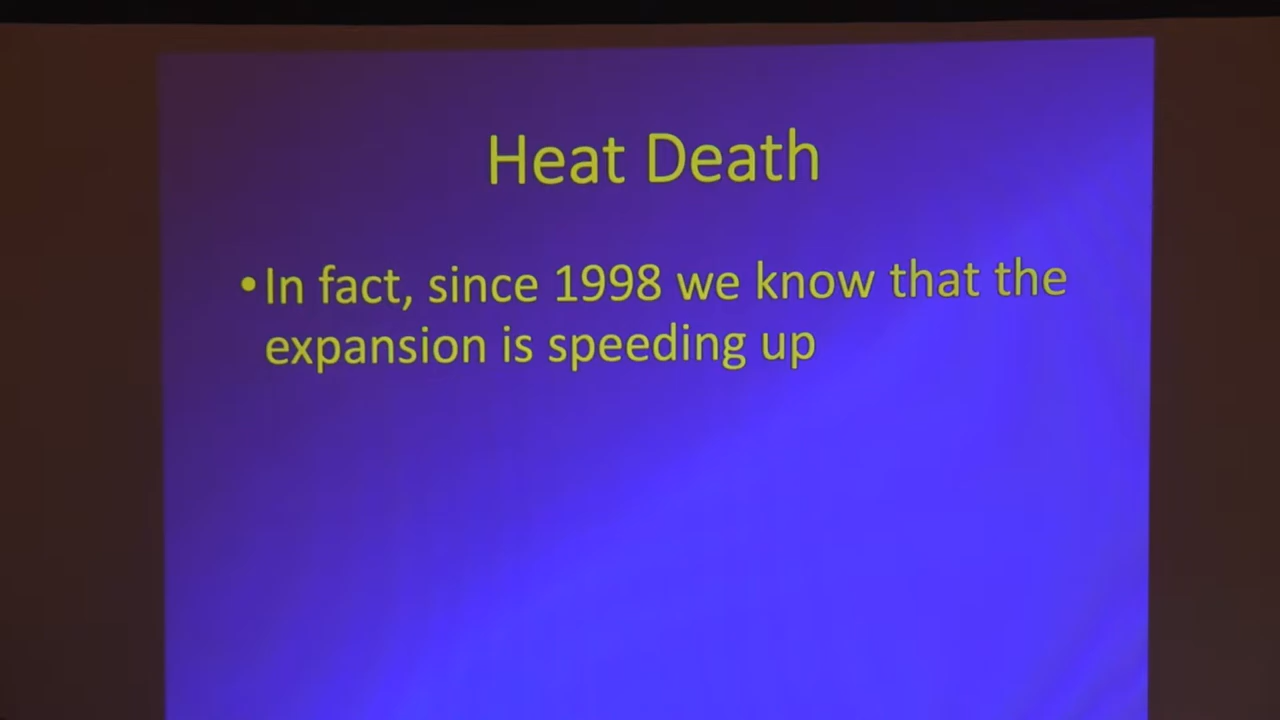 Heat Death
•In fact, since 1998 we know that the
expansion is speeding up